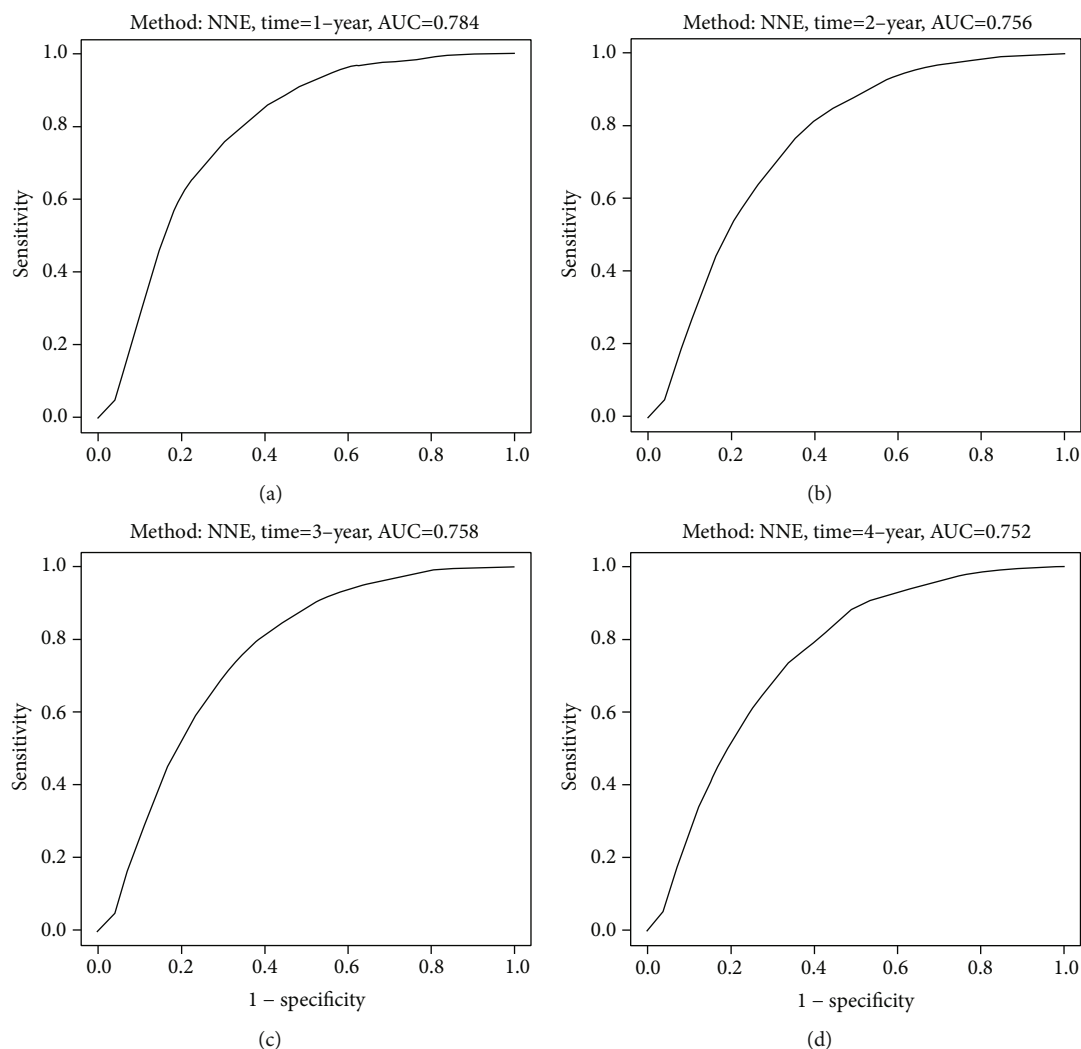 Method: NNE, time=1–year, AUC=0.784
1.0
0.8
0.6
0.4
0.2
0.0
Sensitivity
0.0 0.2 0.4 0.6 0.8 1.0
(a)
Method: NNE, time=2–year, AUC=0.756
1.0
0.8
0.6
0.4
0.2
0.0
Sensitivity
0.0 0.2 0.4 0.6 0.8 1.0
(b)
Method: NNE, time=3–year, AUC=0.758
1.0
0.8
0.6
0.4
0.2
0.0
Sensitivity
0.0 0.2 0.4 0.6 0.8 1.0
1 – specificity
(c)
Method: NNE, time=4–year, AUC=0.752
1.0
0.8
0.6
0.4
0.2
0.0
Sensitivity
0.0 0.2 0.4 0.6 0.8 1.0
1 – specificity
(d)